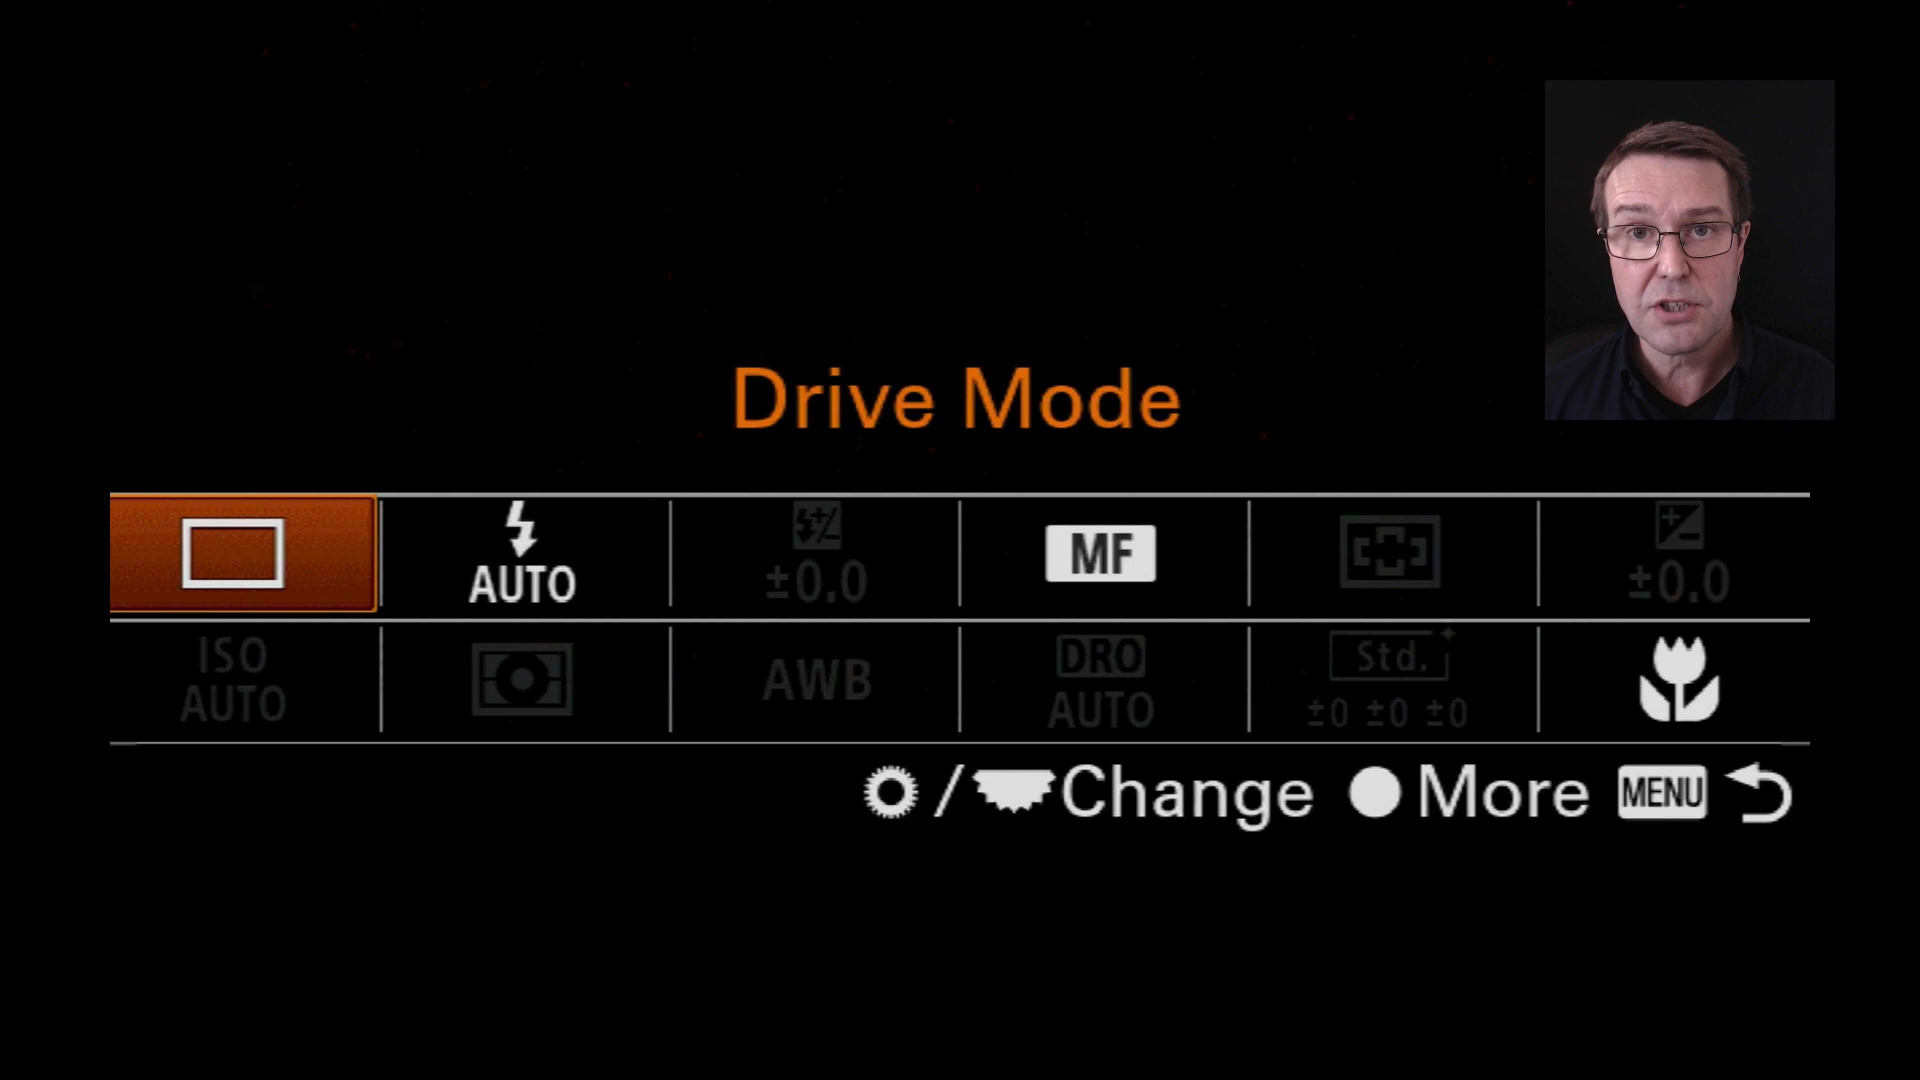 Drive Mode
AUTO ±0.0 MF ±0.0
ISO AUTO AWB DRO AUTO Std. ±0 ±0 ±0
/ Change More MENU